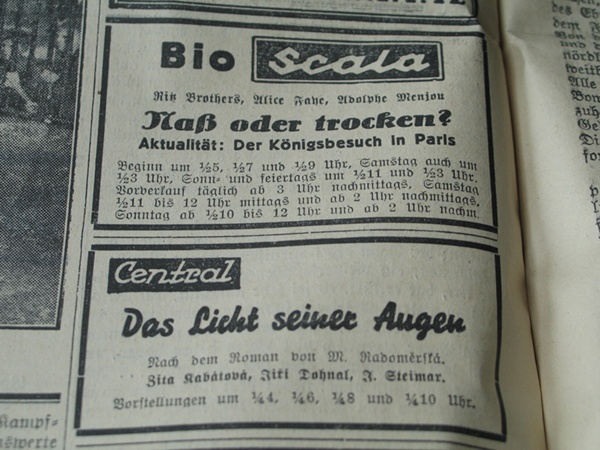 Bio Scala
Ritz Brothers, Alice Faye, Adolphe Menjou
Naß oder trocken?
Aktualität: Der Königsbesuch in Paris
Beginn um ½5, ½7 und ½9 Uhr, Samstag auch um
½3 Uhr, Sonn- und feiertags um ½11 und ½3 Uhr.
Vorverkauf täglich ab 3 Uhr nachmittags, Samstag
½11 bis 12 Uhr mittags und ab 2 Uhr nachmittags,
Sonntag ab ½10 bis 12 Uhr und ab 2 Uhr nachm.
Central
Das Licht seiner Augen
Nach dem Roman von M. Radoměrská.
Zita Kabátová, Jiří Dohnal, J. Steimar.
Vorstellungen um ¼4, ¼6, ¼8 und ¼10 Uhr.
Kampf=